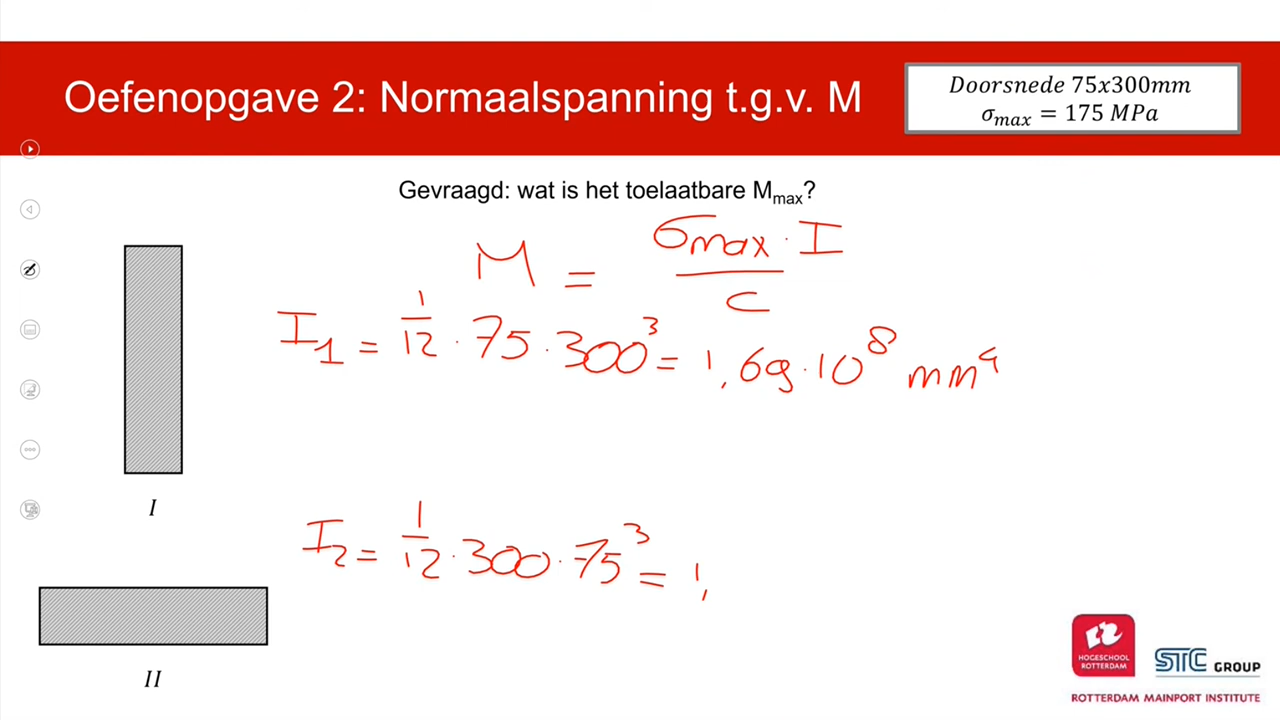 Oefenopgave 2: Normaalspanning t.g.v. M
Doorsnede 75x300mm
σmax = 175 MPa
Gevraagd: wat is het toelaatbare Mmax?
M = σmax · I / c
I1 = 1/12 · 75 · 300³ = 1,69 · 10⁸ mm⁴
I
I2 = 1/12 · 300 · 75³ = 1,
II
HOGESCHOOL
ROTTERDAM
STC GROUP
ROTTERDAM MAINPORT INSTITUTE